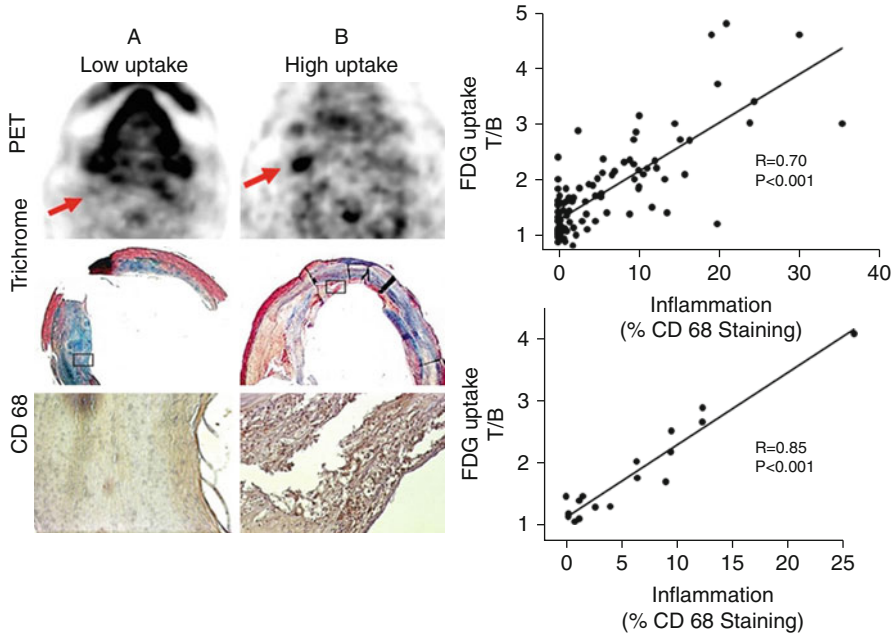 A
B
Low uptake
High uptake
PET
Trichrome
CD 68
5
4
3
2
1
FDG uptake
T/B
R=0.70
P<0.001
0
10
20
30
40
Inflammation
(% CD 68 Staining)
4
3
2
1
FDG uptake
T/B
R=0.85
P<0.001
0
5
10
15
20
25
Inflammation
(% CD 68 Staining)